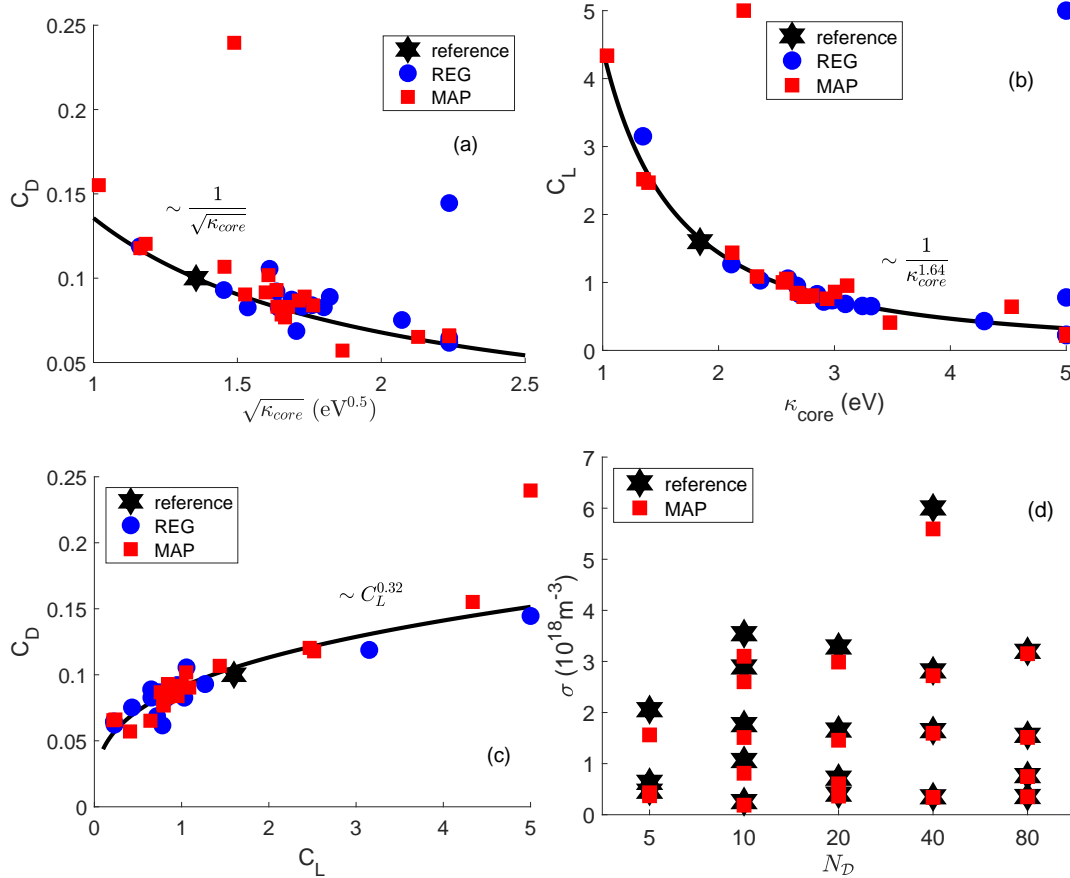 0.25
0.2
0.15
0.1
0.05
C_D
reference
REG
MAP
(a)
∼ 1/√κ_core
1
1.5
2
2.5
√κ_core (eV^0.5)
5
4
3
2
1
0
C_L
reference
REG
MAP
(b)
∼ 1/κ_core^1.64
1
2
3
4
5
κ_core (eV)
0.25
0.2
0.15
0.1
0.05
0
C_D
reference
REG
MAP
∼ C_L^0.32
(c)
0
1
2
3
4
5
C_L
7
6
5
4
3
2
1
0
σ (10^18 m^-3)
reference
MAP
(d)
5
10
20
40
80
N_𝒟